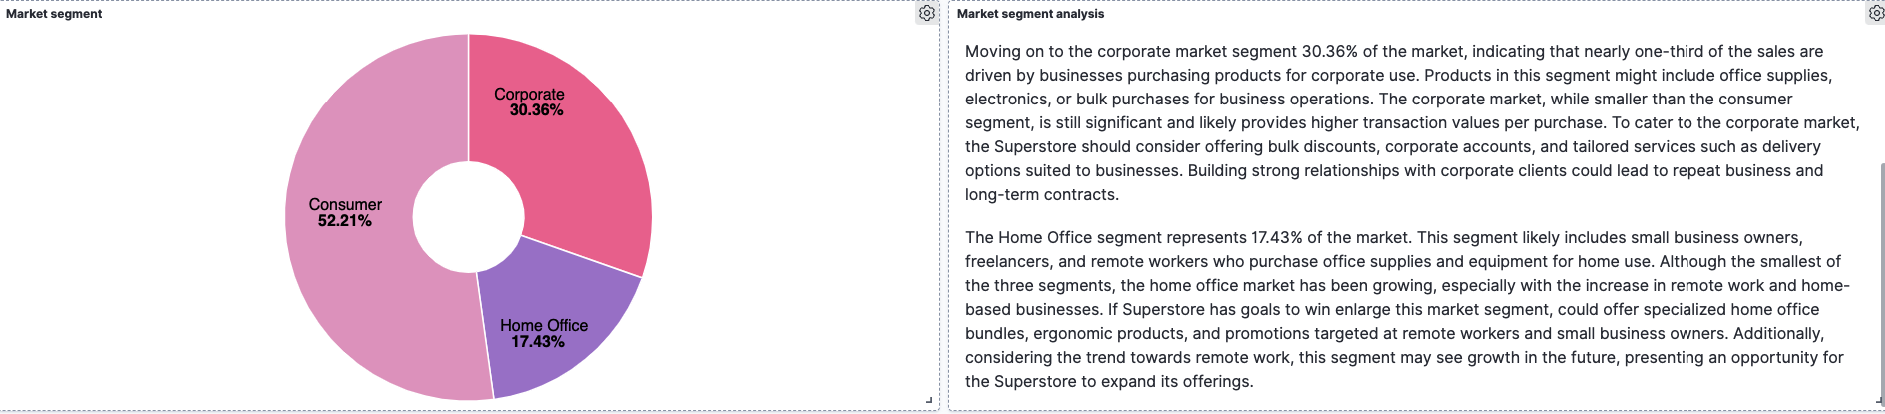 Market segment
Corporate
30.36%
Consumer
52.21%
Home Office
17.43%
Market segment analysis
Moving on to the corporate market segment 30.36% of the market, indicating that nearly one-third of the sales are
driven by businesses purchasing products for corporate use. Products in this segment might include office supplies,
electronics, or bulk purchases for business operations. The corporate market, while smaller than the consumer
segment, is still significant and likely provides higher transaction values per purchase. To cater to the corporate market,
the Superstore should consider offering bulk discounts, corporate accounts, and tailored services such as delivery
options suited to businesses. Building strong relationships with corporate clients could lead to repeat business and
long-term contracts.
The Home Office segment represents 17.43% of the market. This segment likely includes small business owners,
freelancers, and remote workers who purchase office supplies and equipment for home use. Although the smallest of
the three segments, the home office market has been growing, especially with the increase in remote work and home-
based businesses. If Superstore has goals to win enlarge this market segment, could offer specialized home office
bundles, ergonomic products, and promotions targeted at remote workers and small business owners. Additionally,
considering the trend towards remote work, this segment may see growth in the future, presenting an opportunity for
the Superstore to expand its offerings.